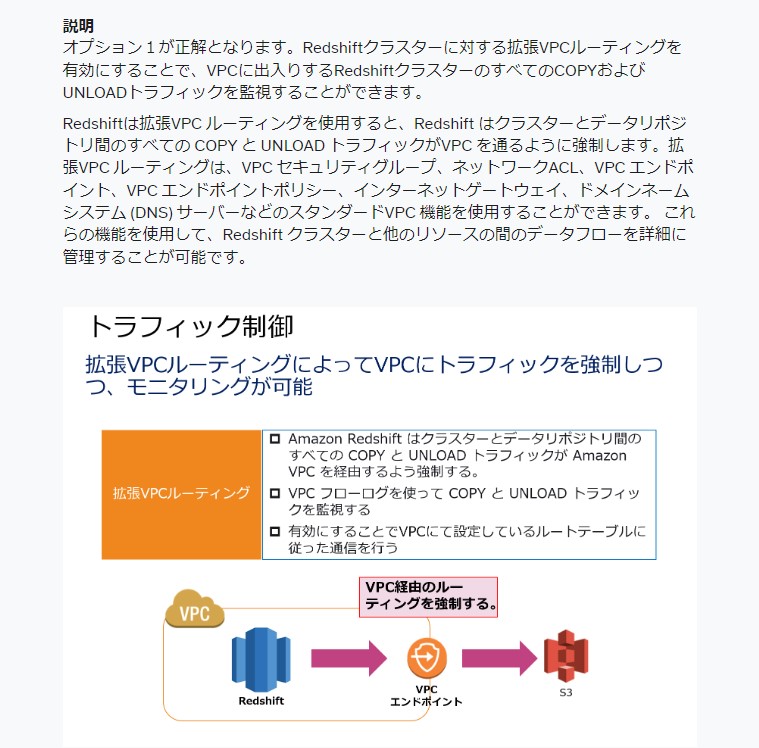 説明
オプション１が正解となります。Redshiftクラスターに対する拡張VPCルーティングを
有効にすることで、VPCに出入りするRedshiftクラスターのすべてのCOPYおよび
UNLOADトラフィックを監視することができます。
Redshiftは拡張VPC ルーティングを使用すると、Redshift はクラスターとデータリポジ
トリ間のすべての COPY と UNLOAD トラフィックがVPC を通るように強制します。拡
張VPC ルーティングは、VPC セキュリティグループ、ネットワークACL、VPC エンドポ
イント、VPC エンドポイントポリシー、インターネットゲートウェイ、ドメインネーム
システム (DNS) サーバーなどのスタンダードVPC 機能を使用することができます。 これ
らの機能を使用して、Redshift クラスターと他のリソースの間のデータフローを詳細に
管理することが可能です。
トラフィック制御
拡張VPCルーティングによってVPCにトラフィックを強制しつ
つ、モニタリングが可能
拡張VPCルーティング
Amazon Redshift はクラスターとデータリポジトリ間の
すべての COPY と UNLOAD トラフィックが Amazon
VPC を経由するよう強制する。
VPC フローログを使って COPY と UNLOAD トラフィッ
クを監視する
有効にすることでVPCにて設定しているルートテーブルに
従った通信を行う
VPC経由のルー
ティングを強制する。
VPC
Redshift
VPC
エンドポイント
S3